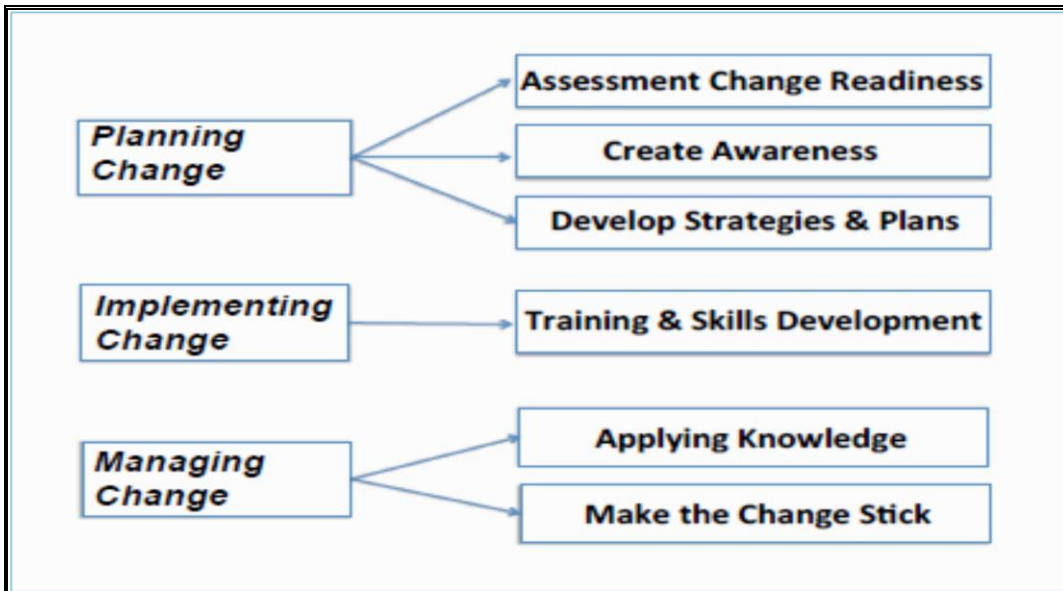 Planning
Change
Assessment Change Readiness
Create Awareness
Develop Strategies & Plans
Implementing
Change
Training & Skills Development
Managing
Change
Applying Knowledge
Make the Change Stick